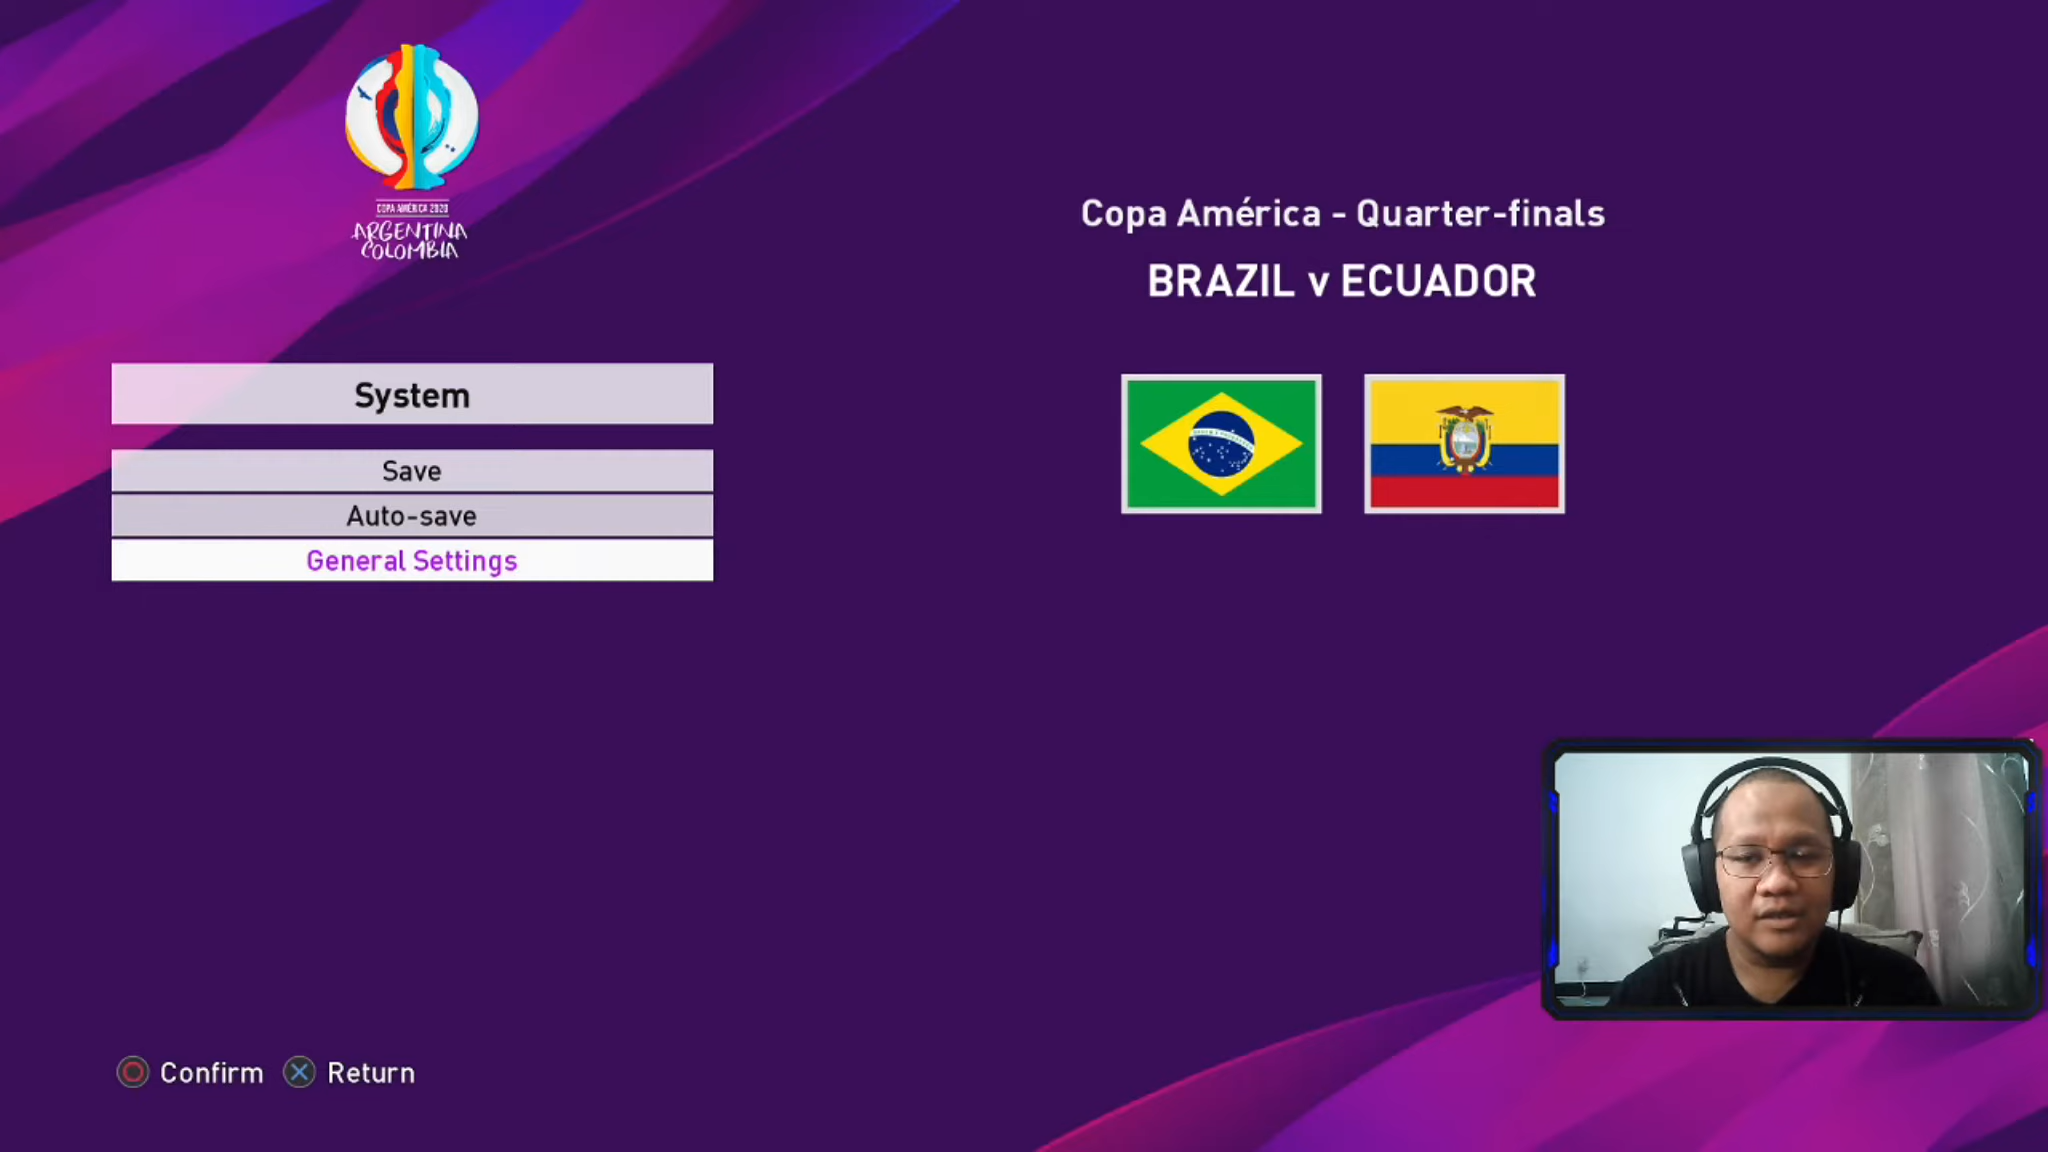 COPA AMÉRICA 2020
ARGENTINA
COLOMBIA
Copa América - Quarter-finals
BRAZIL v ECUADOR
System
Save
Auto-save
General Settings
Confirm
Return